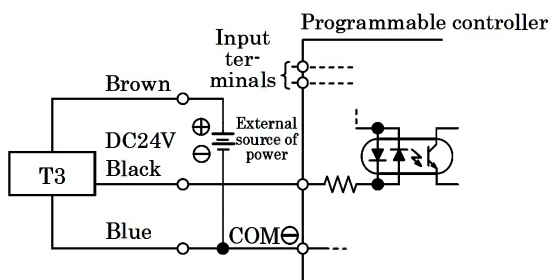 Programmable controller
Input
ter-
minals
Brown
DC24V
⊕
⊖
External
source of
power
T3
Black
Blue
COM⊖